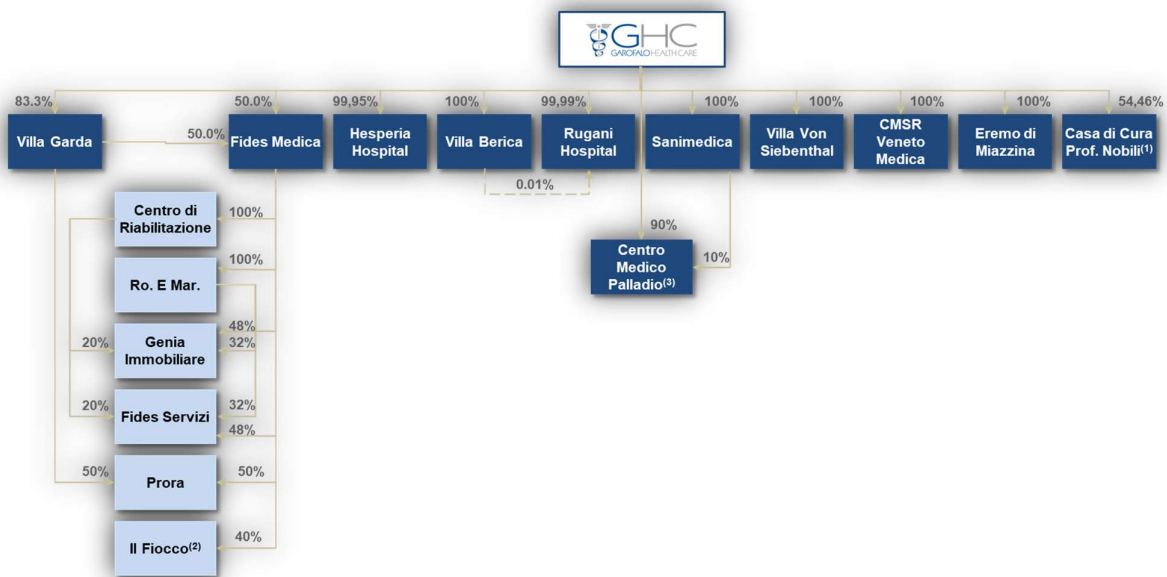 GHC
GAROFALO HEALTH CARE
83.3%
50.0%
99,95%
100%
99,99%
100%
100%
100%
100%
54,46%
Villa Garda
50.0%
Fides Medica
Hesperia
Hospital
Villa Berica
Rugani
Hospital
Sanimedica
Villa Von
Siebenthal
CMSR
Veneto
Medica
Eremo di
Miazzina
Casa di Cura
Prof. Nobili(1)
0.01%
Centro di
Riabilitazione
100%
90%
Centro
Medico
Palladio(3)
10%
100%
Ro. E Mar.
48%
20%
Genia
Immobiliare
32%
20%
Fides Servizi
32%
48%
50%
Prora
50%
Il Fiocco(2)
40%